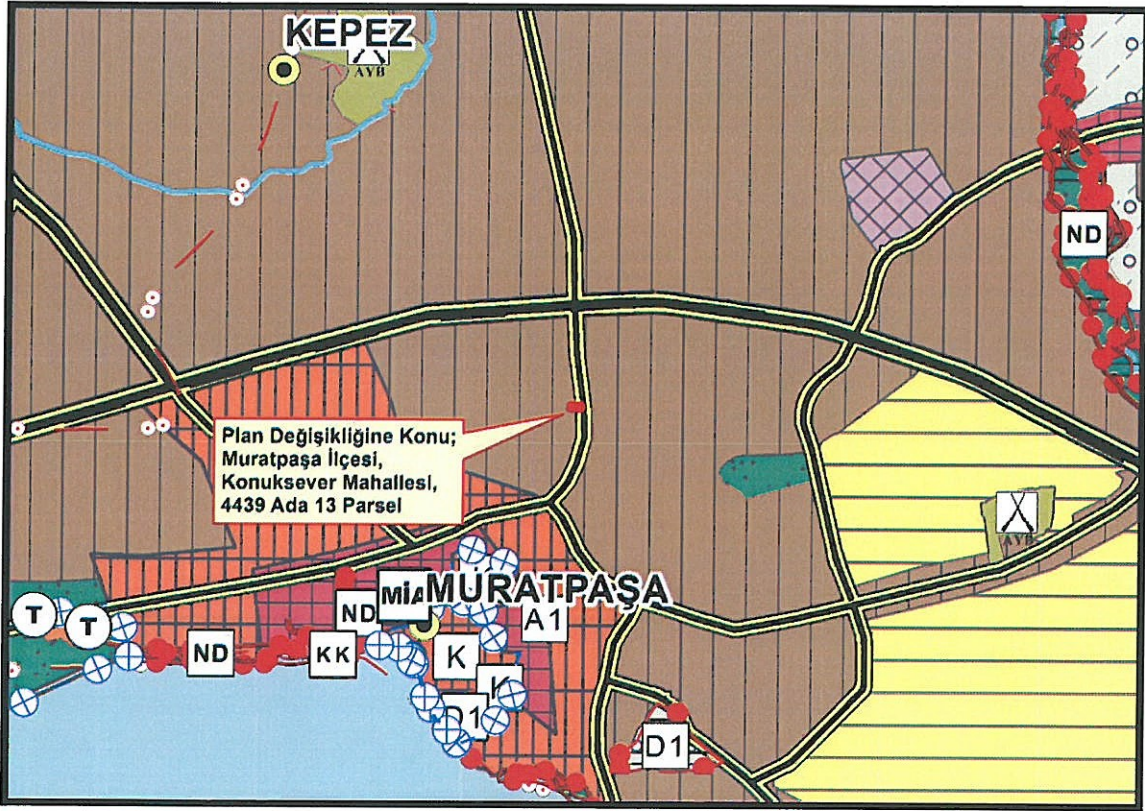 KEPEZ
AYB
ND
Plan Değişikliğine Konu;
Muratpaşa İlçesi,
Konuksever Mahallesi,
4439 Ada 13 Parsel
AYB
MİA
MURATPAŞA
ND
A1
T
T
ND
KK
K
K
D1
D1